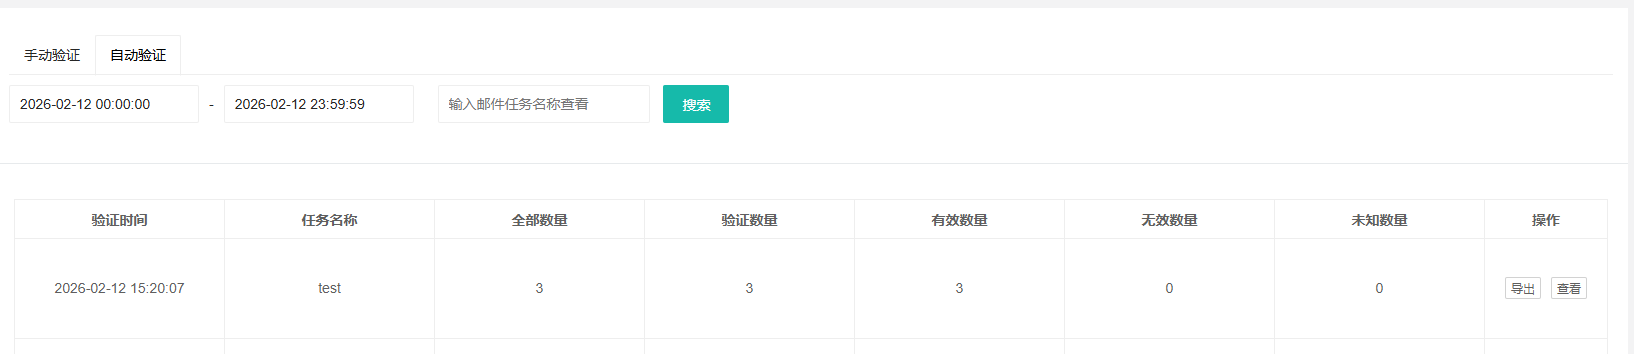 手动验证 自动验证
2026-02-12 00:00:00 - 2026-02-12 23:59:59 输入邮件任务名称查看 搜索
验证时间 任务名称 全部数量 验证数量 有效数量 无效数量 未知数量 操作
2026-02-12 15:20:07 test 3 3 3 0 0 导出 查看